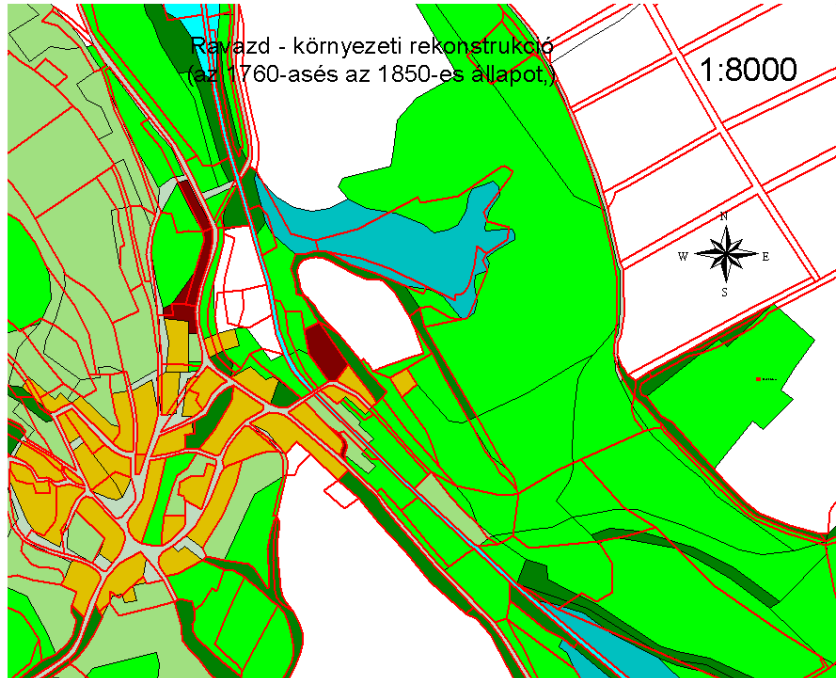 Ravazd - környezeti rekonstrukció
(az 1760-asés az 1850-es állapot,)
1:8000
N
W E
S